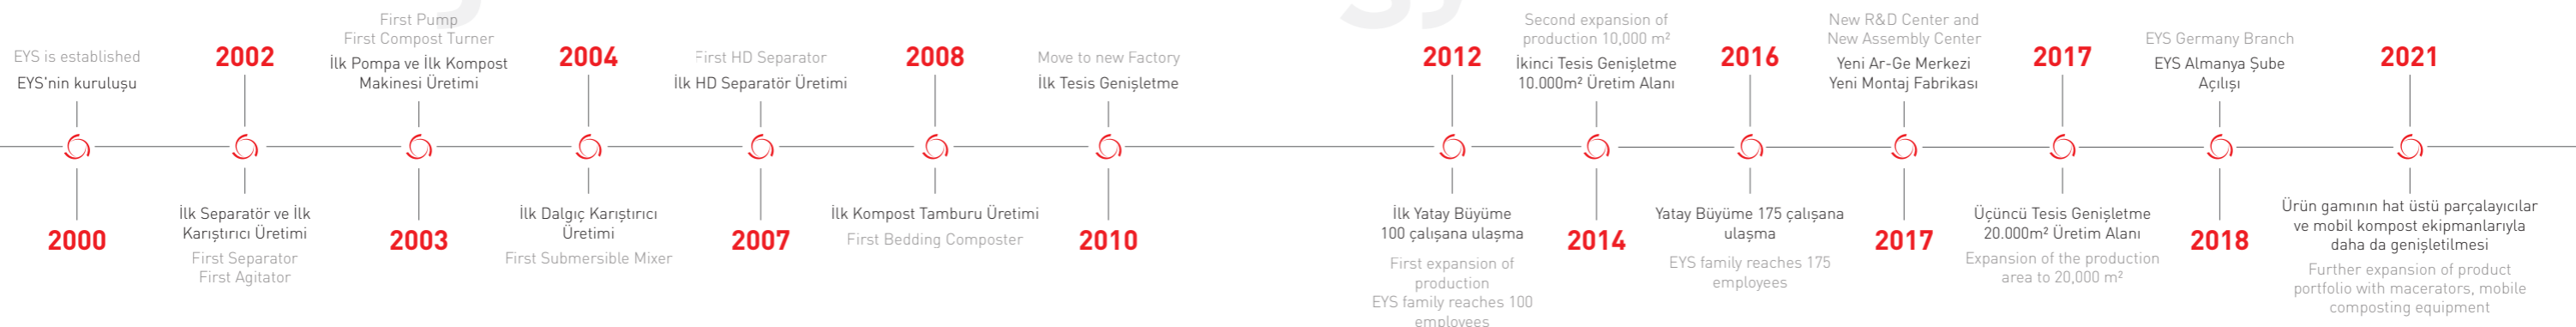 EYS is established
EYS'nin kuruluşu
2000
2002
İlk Separatör ve İlk
Karıştırıcı Üretimi
First Separator
First Agitator
First Pump
First Compost Turner
İlk Pompa ve İlk Kompost
Makinesi Üretimi
2003
2004
İlk Dalgıç Karıştırıcı
Üretimi
First Submersible Mixer
First HD Separator
İlk HD Separatör Üretimi
2007
2008
İlk Kompost Tamburu Üretimi
First Bedding Composter
Move to new Factory
İlk Tesis Genişletme
2010
2012
İlk Yatay Büyüme
100 çalışana ulaşma
First expansion of
production
EYS family reaches 100
employees
Second expansion of
production 10,000 m²
İkinci Tesis Genişletme
10.000m² Üretim Alanı
2014
2016
Yatay Büyüme 175 çalışana
ulaşma
EYS family reaches 175
employees
New R&D Center and
New Assembly Center
Yeni Ar-Ge Merkezi
Yeni Montaj Fabrikası
2017
2017
Üçüncü Tesis Genişletme
20.000m² Üretim Alanı
Expansion of the production
area to 20,000 m²
EYS Germany Branch
EYS Almanya Şube
Açılışı
2018
2021
Ürün gamının hat üstü parçalayıcılar
ve mobil kompost ekipmanlarıyla
daha da genişletilmesi
Further expansion of product
portfolio with macerators, mobile
composting equipment